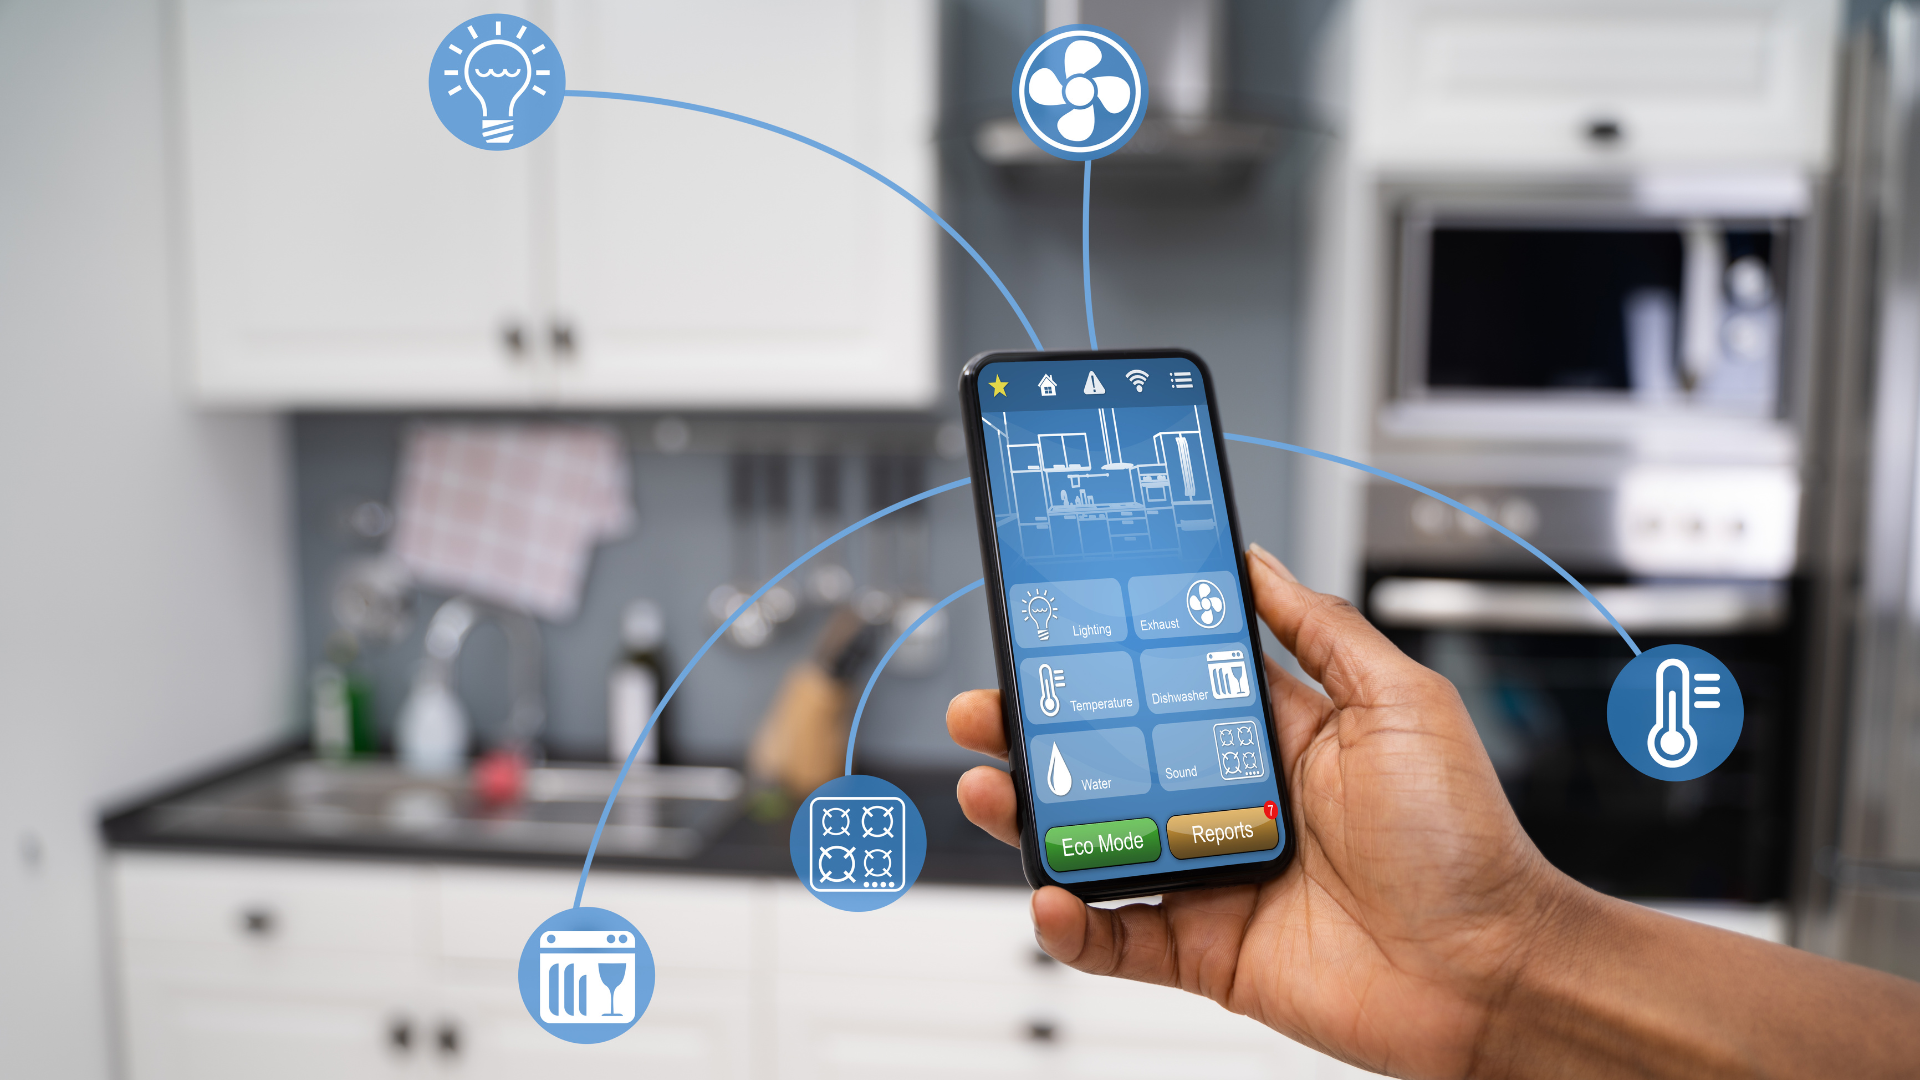 Lighting
Exhaust
Temperature
Dishwasher
Water
Sound
Eco Mode
Reports
7